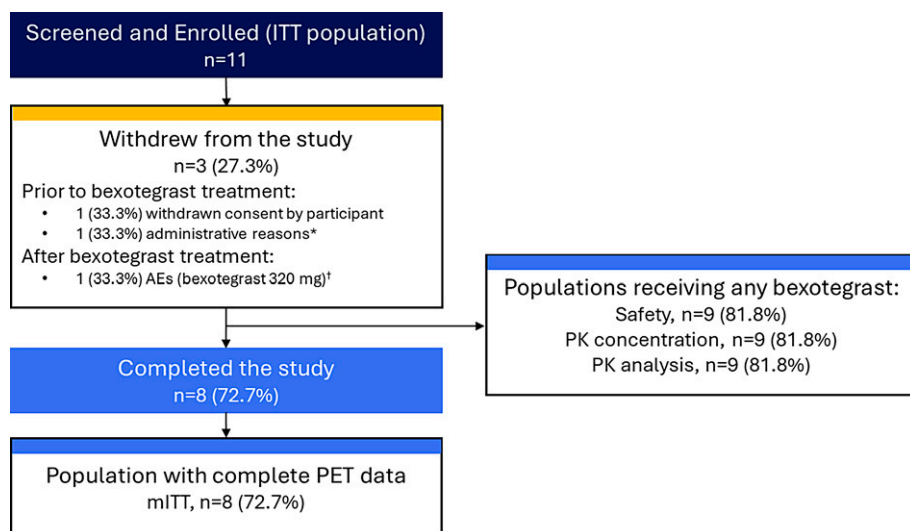 Screened and Enrolled (ITT population)
n=11
Withdrew from the study
n=3 (27.3%)
Prior to bexotegrast treatment:
• 1 (33.3%) withdrawn consent by participant
• 1 (33.3%) administrative reasons*
After bexotegrast treatment:
• 1 (33.3%) AEs (bexotegrast 320 mg)†
Populations receiving any bexotegrast:
Safety, n=9 (81.8%)
PK concentration, n=9 (81.8%)
PK analysis, n=9 (81.8%)
Completed the study
n=8 (72.7%)
Population with complete PET data
mITT, n=8 (72.7%)